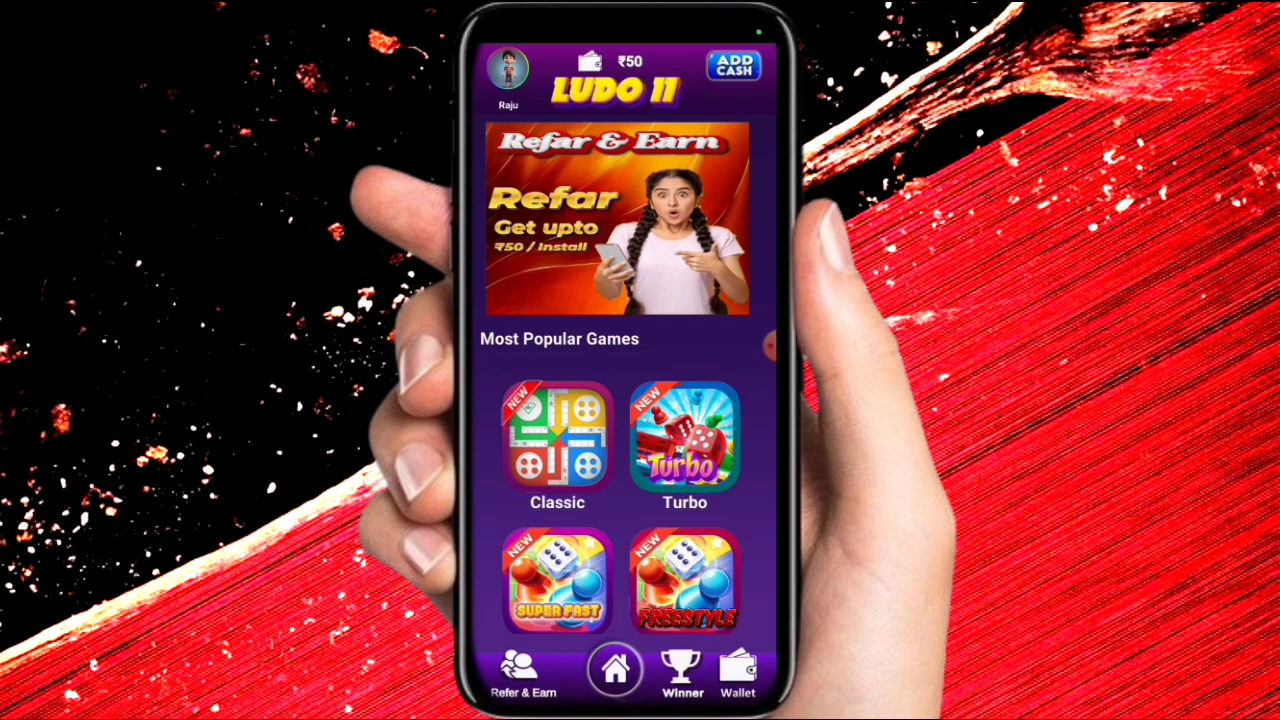 ₹50
ADD
CASH
LUDO 11
Raju
Refar & Earn
Refar
Get upto
₹50 / Install
Most Popular Games
NEW
NEW
Turbo
Classic
Turbo
NEW
NEW
SUPER FAST
FREESTYLE
Refer & Earn
Winner
Wallet